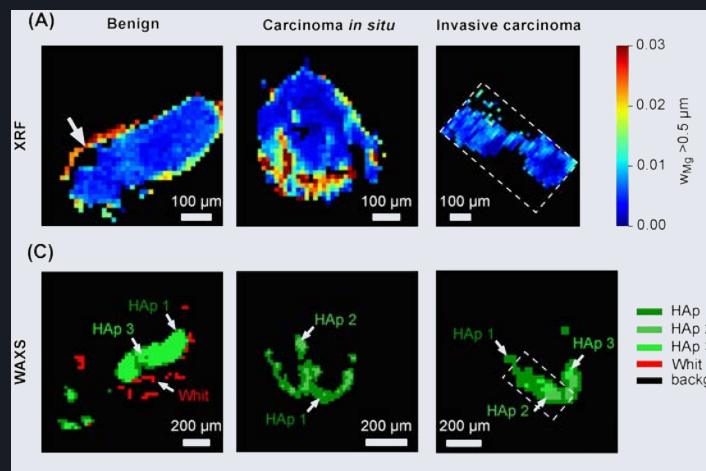 (A)
Benign
Carcinoma in situ
Invasive carcinoma
XRF
100 µm
100 µm
100 µm
0.03
0.02
0.01
0.00
wMg >0.5 µm
(C)
WAXS
HAp 1
HAp 3
Whit
200 µm
HAp 2
HAp 1
200 µm
HAp 1
HAp 3
HAp 2
200 µm
HAp
HAp
HAp
Whit
backg